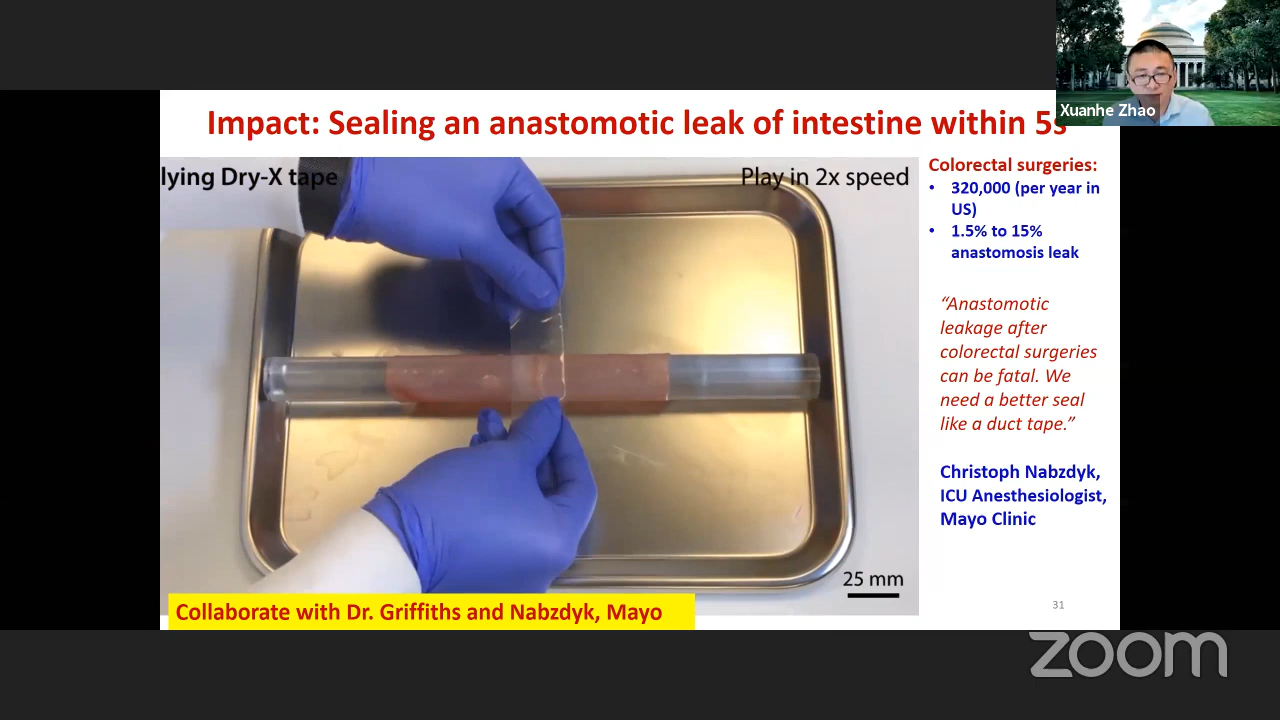 Impact: Sealing an anastomotic leak of intestine within 5s
Xuanhe Zhao
lying Dry-X tape
Play in 2x speed
25 mm
Collaborate with Dr. Griffiths and Nabzdyk, Mayo
Colorectal surgeries:
• 320,000 (per year in
US)
• 1.5% to 15%
anastomosis leak
“Anastomotic
leakage after
colorectal surgeries
can be fatal. We
need a better seal
like a duct tape.”
Christoph Nabzdyk,
ICU Anesthesiologist,
Mayo Clinic
31
zoom